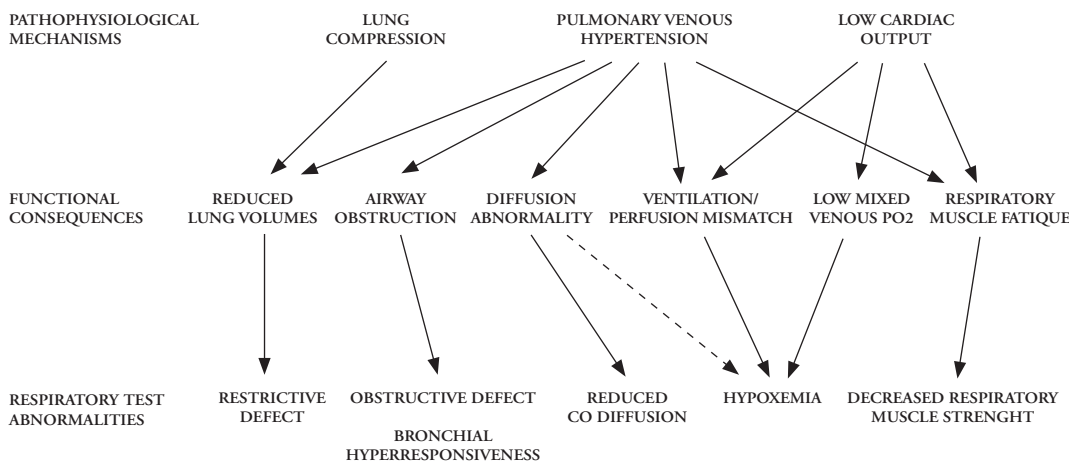 PATHOPHYSIOLOGICAL
MECHANISMS
LUNG
COMPRESSION
PULMONARY VENOUS
HYPERTENSION
LOW CARDIAC
OUTPUT
FUNCTIONAL
CONSEQUENCES
REDUCED
LUNG VOLUMES
AIRWAY
OBSTRUCTION
DIFFUSION
ABNORMALITY
VENTILATION/
PERFUSION MISMATCH
LOW MIXED
VENOUS PO2
RESPIRATORY
MUSCLE FATIQUE
RESPIRATORY TEST
ABNORMALITIES
RESTRICTIVE
DEFECT
OBSTRUCTIVE DEFECT
BRONCHIAL
HYPERRESPONSIVENESS
REDUCED
CO DIFFUSION
HYPOXEMIA
DECREASED RESPIRATORY
MUSCLE STRENGHT